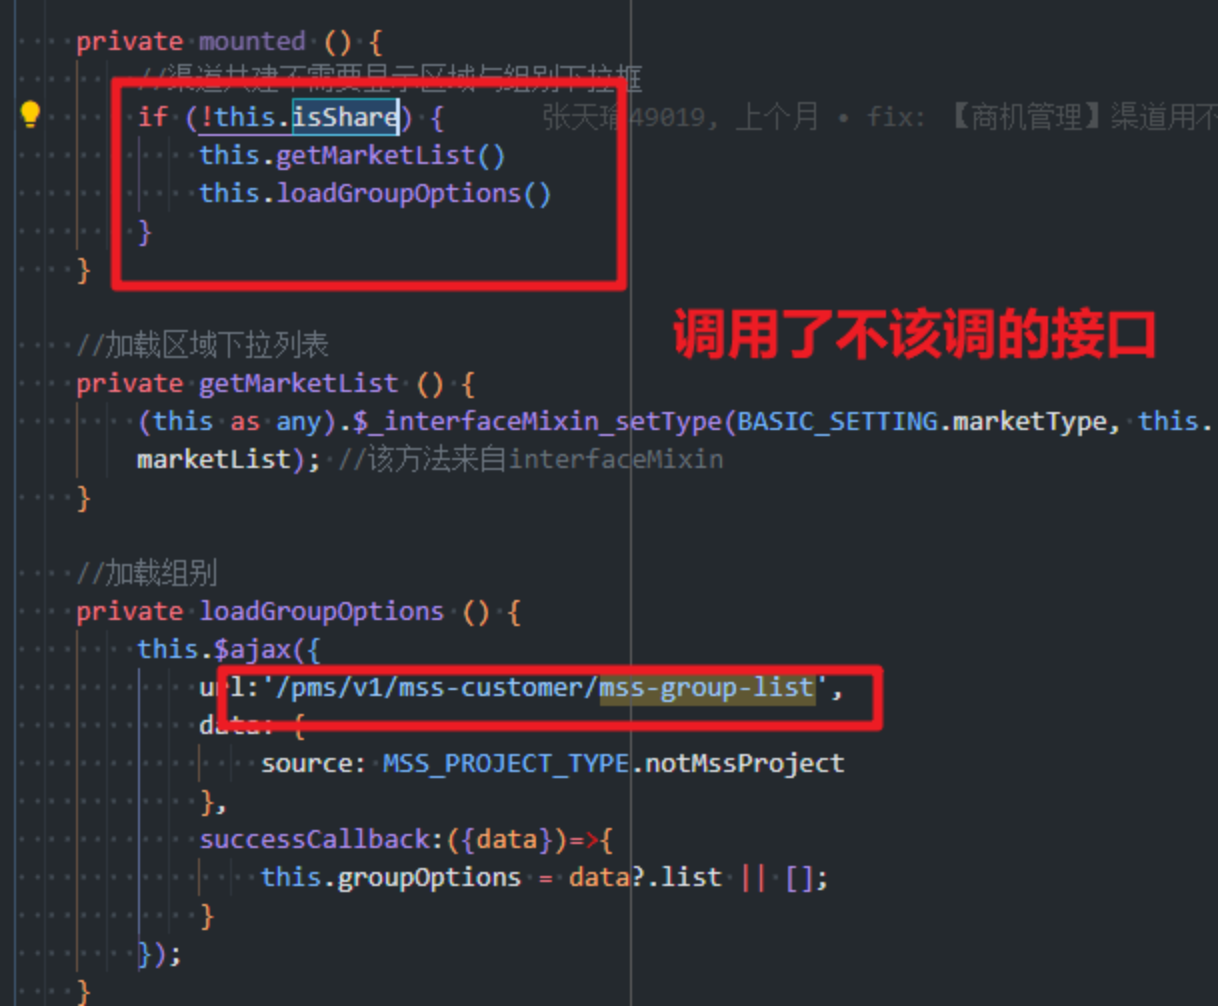 private mounted () {
//渠道共建不需要显示区域与组别下拉框
if (!this.isShare) {
张天瑜49019, 上个月 • fix: 【商机管理】渠道用不
this.getMarketList()
this.loadGroupOptions()
}
}
调用了不该调的接口
//加载区域下拉列表
private getMarketList () {
(this as any).$_interfaceMixin_setType(BASIC_SETTING.marketType, this.
marketList); //该方法来自interfaceMixin
}
//加载组别
private loadGroupOptions () {
this.$ajax({
url:'/pms/v1/mss-customer/mss-group-list',
data: {
source: MSS_PROJECT_TYPE.notMssProject
},
successCallback:({data})=>{
this.groupOptions = data?.list || [];
}
});
}